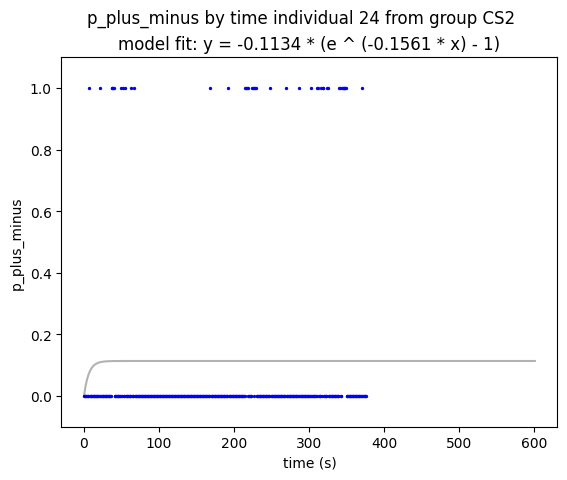 p_plus_minus by time individual 24 from group CS2
model fit: y = -0.1134 * (e ^ (-0.1561 * x) - 1)
1.0
0.8
0.6
0.4
0.2
0.0
p_plus_minus
0 100 200 300 400 500 600
time (s)